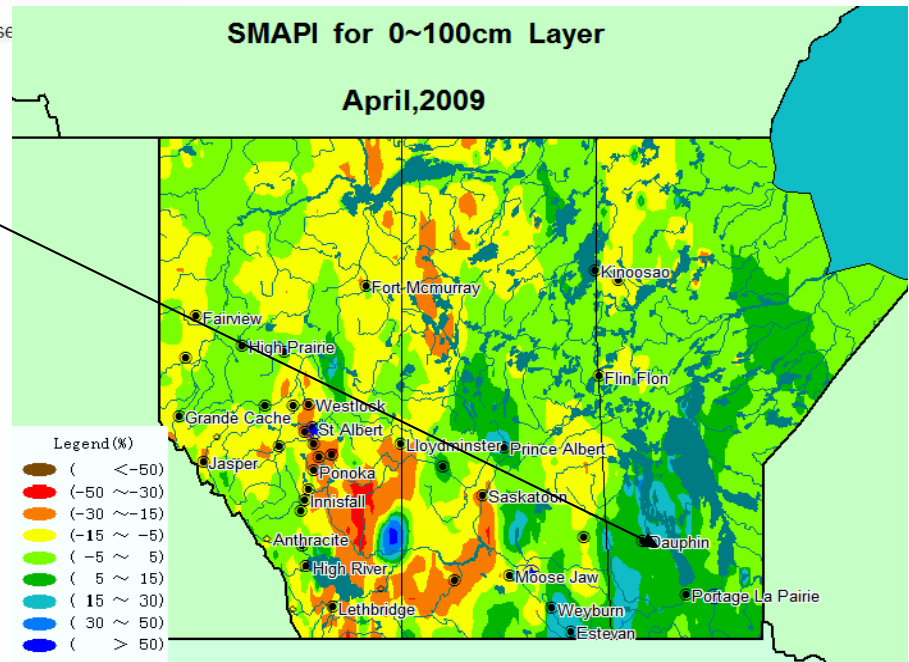 se
SMAPI for 0~100cm Layer
April,2009
Kinoosao
Fort-Mcmurray
Fairview
High Prairie
Flin Flon
Westlock
Grande Cache
St Albert
Lloydminster
Prince Albert
Jasper
Ponoka
Saskatoon
Innisfall
Anthracite
Dauphin
High River
Moose Jaw
Portage La Pairie
Lethbridge
Weyburn
Estevan
Legend(%)
( <-50)
(-50 ~-30)
(-30 ~-15)
(-15 ~ -5)
( -5 ~ 5)
( 5 ~ 15)
( 15 ~ 30)
( 30 ~ 50)
( > 50)